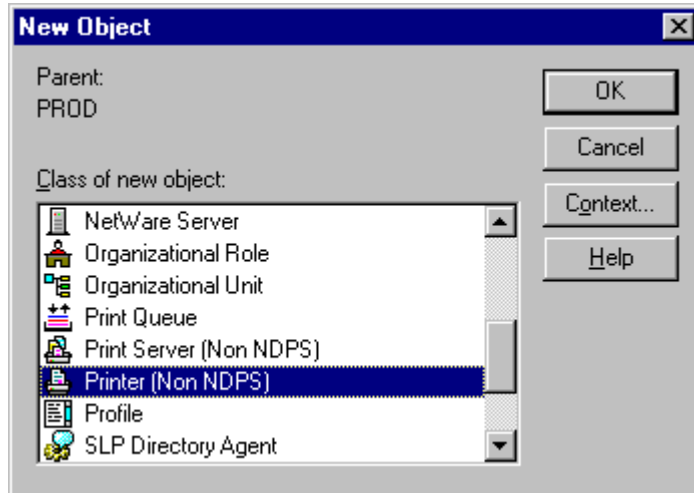 New Object
Parent:
PROD
Class of new object:
NetWare Server
Organizational Role
Organizational Unit
Print Queue
Print Server (Non NDPS)
Printer (Non NDPS)
Profile
SLP Directory Agent
OK
Cancel
Context...
Help